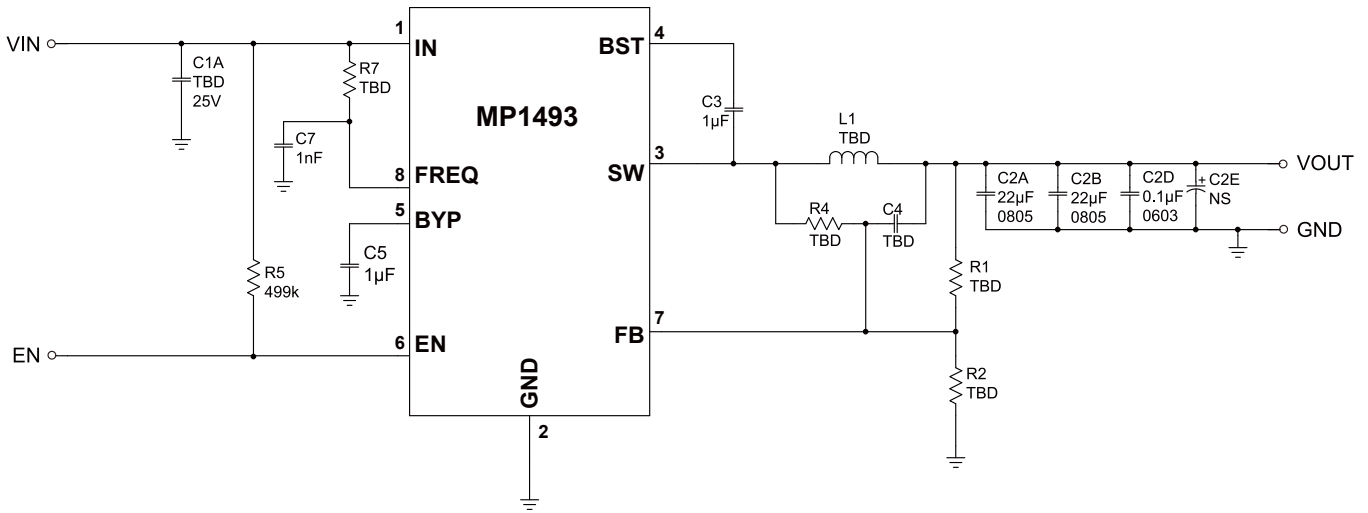 VIN
C1A
TBD
25V
R7
TBD
C7
1nF
C5
1µF
R5
499k
EN
1
8
5
6
IN
FREQ
BYP
EN
MP1493
GND
2
BST
SW
FB
4
3
7
C3
1µF
L1
TBD
R4
TBD
C4
TBD
R1
TBD
R2
TBD
C2A
22µF
0805
C2B
22µF
0805
C2D
0.1µF
0603
+
C2E
NS
VOUT
GND